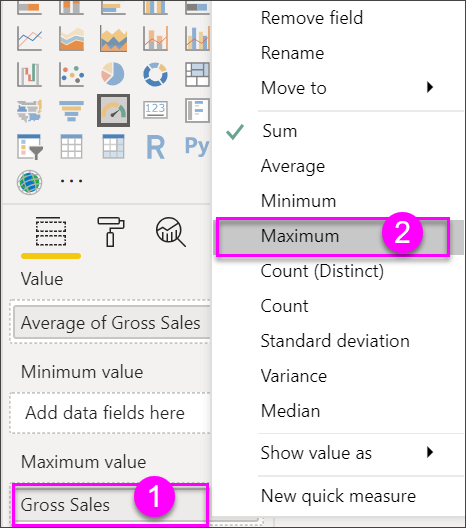 Remove field
Rename
Move to
Sum
Average
Minimum
Maximum
2
Count (Distinct)
Count
Standard deviation
Variance
Median
Show value as
New quick measure
123
R
Py
Value
Average of Gross Sales
Minimum value
Add data fields here
Maximum value
Gross Sales
1